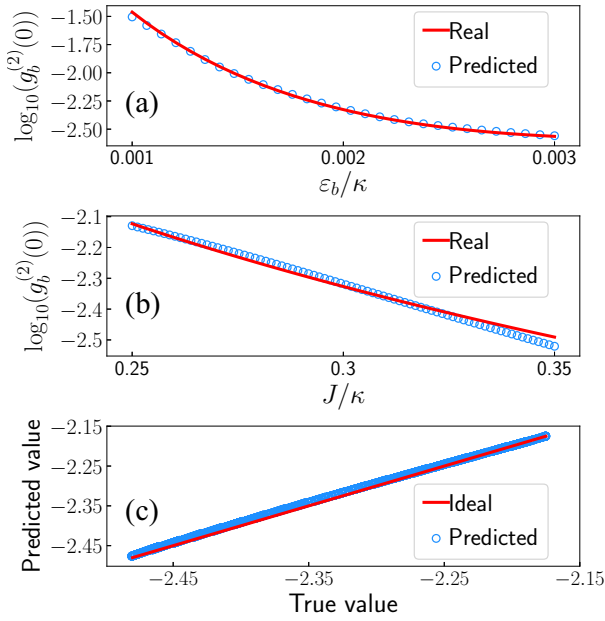 log₁₀(g_b^(2)(0))
−1.50
−1.75
−2.00
−2.25
−2.50
(a)
Real
Predicted
0.001
0.002
0.003
ε_b/κ
log₁₀(g_b^(2)(0))
−2.1
−2.2
−2.3
−2.4
−2.5
(b)
Real
Predicted
0.25
0.3
0.35
J/κ
Predicted value
−2.15
−2.25
−2.35
−2.45
(c)
Ideal
Predicted
−2.45
−2.35
−2.25
−2.15
True value